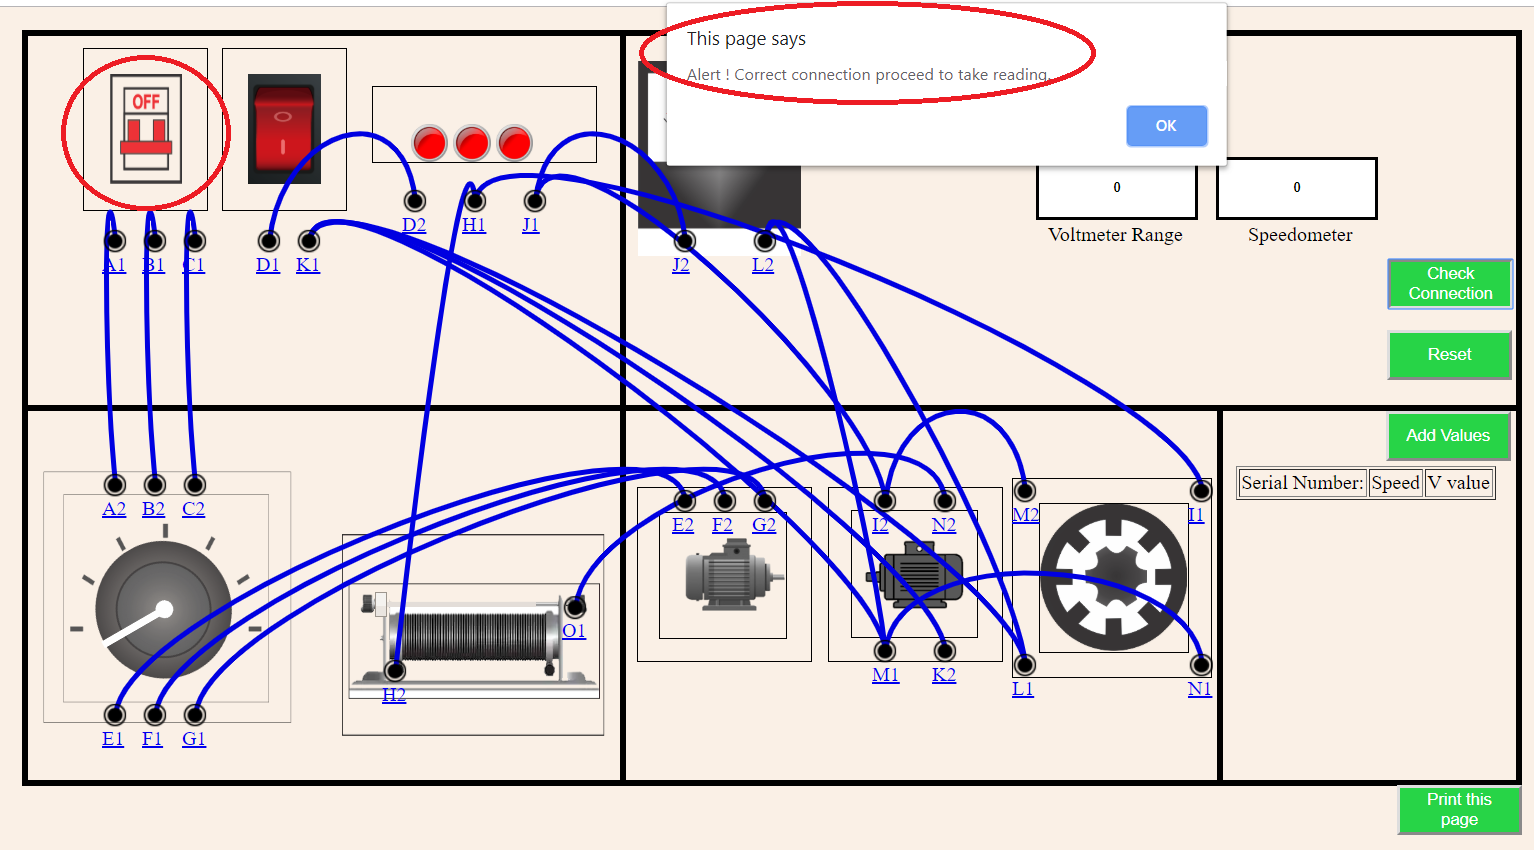 This page says
Alert ! Correct connection proceed to take reading.
OK
OFF
D2 H1 J1
A1 B1 C1 D1 K1
J2 L2
0 0
Voltmeter Range Speedometer
Check
Connection
Reset
Add Values
Serial Number: Speed V value
A2 B2 C2
E2 F2 G2 I2 N2 M2 I1
O1
H2
M1 K2 L1 N1
E1 F1 G1
Print this
page